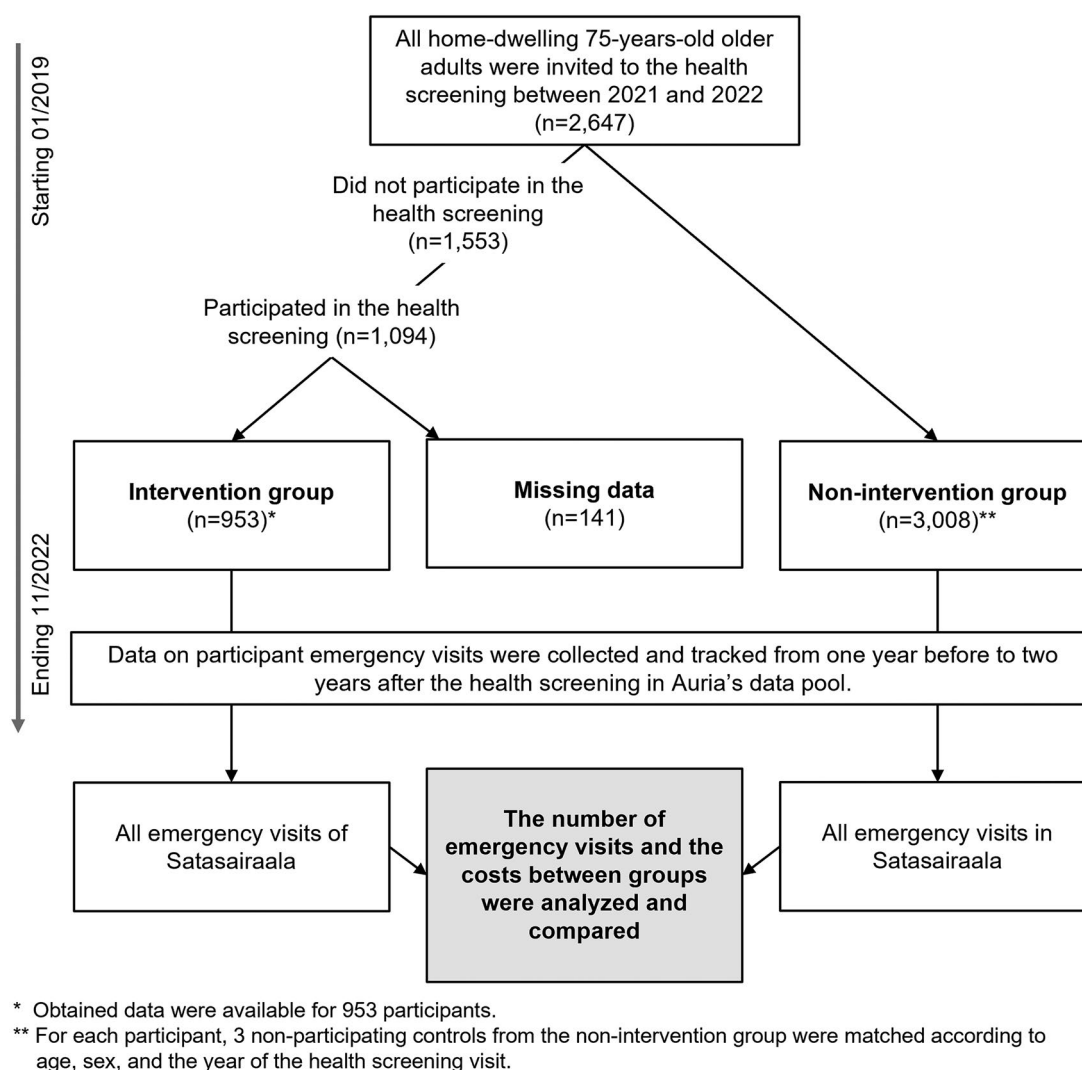 Starting 01/2019
Ending 11/2022
All home-dwelling 75-years-old older
adults were invited to the health
screening between 2021 and 2022
(n=2,647)
Did not participate in the
health screening
(n=1,553)
Participated in the health
screening (n=1,094)
Intervention group
(n=953)*
Missing data
(n=141)
Non-intervention group
(n=3,008)**
Data on participant emergency visits were collected and tracked from one year before to two
years after the health screening in Auria’s data pool.
All emergency visits of
Satasairaala
The number of
emergency visits and the
costs between groups
were analyzed and
compared
All emergency visits in
Satasairaala
* Obtained data were available for 953 participants.
** For each participant, 3 non-participating controls from the non-intervention group were matched according to
age, sex, and the year of the health screening visit.